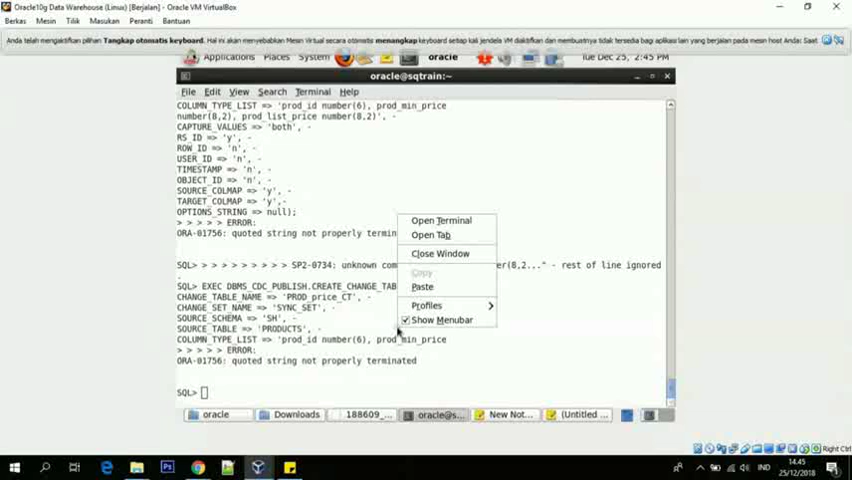 Oracle10g Data Warehouse (Linux) [Berjalan] - Oracle VM VirtualBox
Berkas Mesin Tilik Masukan Peranti Bantuan
Anda telah mengaktifkan pilihan Tangkap otomatis keyboard. Hal ini akan menyebabkan Mesin Virtual secara otomatis menangkap keyboard setiap kali jendela VM diaktifkan dan membuatnya tidak tersedia bagi aplikasi lain yang berjalan pada mesin host Anda: Saat
Applications Places System oracle Tue Dec 25, 2:45 PM
oracle@sqtrain:~
File Edit View Search Terminal Help
COLUMN_TYPE_LIST => 'prod_id number(6), prod_min_price
number(8,2), prod_list_price number(8,2)', -
CAPTURE_VALUES => 'both', -
RS_ID => 'y', -
ROW_ID => 'n', -
USER_ID => 'n', -
TIMESTAMP => 'n', -
OBJECT_ID => 'n', -
SOURCE_COLMAP => 'y', -
TARGET_COLMAP => 'y', -
OPTIONS_STRING => null);
> > > > > ERROR:
ORA-01756: quoted string not properly termin
SQL> > > > > > > > > SP2-0734: unknown com er(8,2..." - rest of line ignored
.
SQL> EXEC DBMS_CDC_PUBLISH.CREATE_CHANGE_TAB
CHANGE_TABLE_NAME => 'PROD_price_CT', -
CHANGE_SET_NAME => 'SYNC_SET', -
SOURCE_SCHEMA => 'SH', -
SOURCE_TABLE => 'PRODUCTS', -
COLUMN_TYPE_LIST => 'prod_id number(6), prod_min_price
> > > > > ERROR:
ORA-01756: quoted string not properly terminated
SQL>
Open Terminal
Open Tab
Close Window
Copy
Paste
Profiles
Show Menubar
oracle Downloads 188609_... oracle@s... New Not... (Untitled ...
Right Ctrl
IND 14.45
25/12/2018